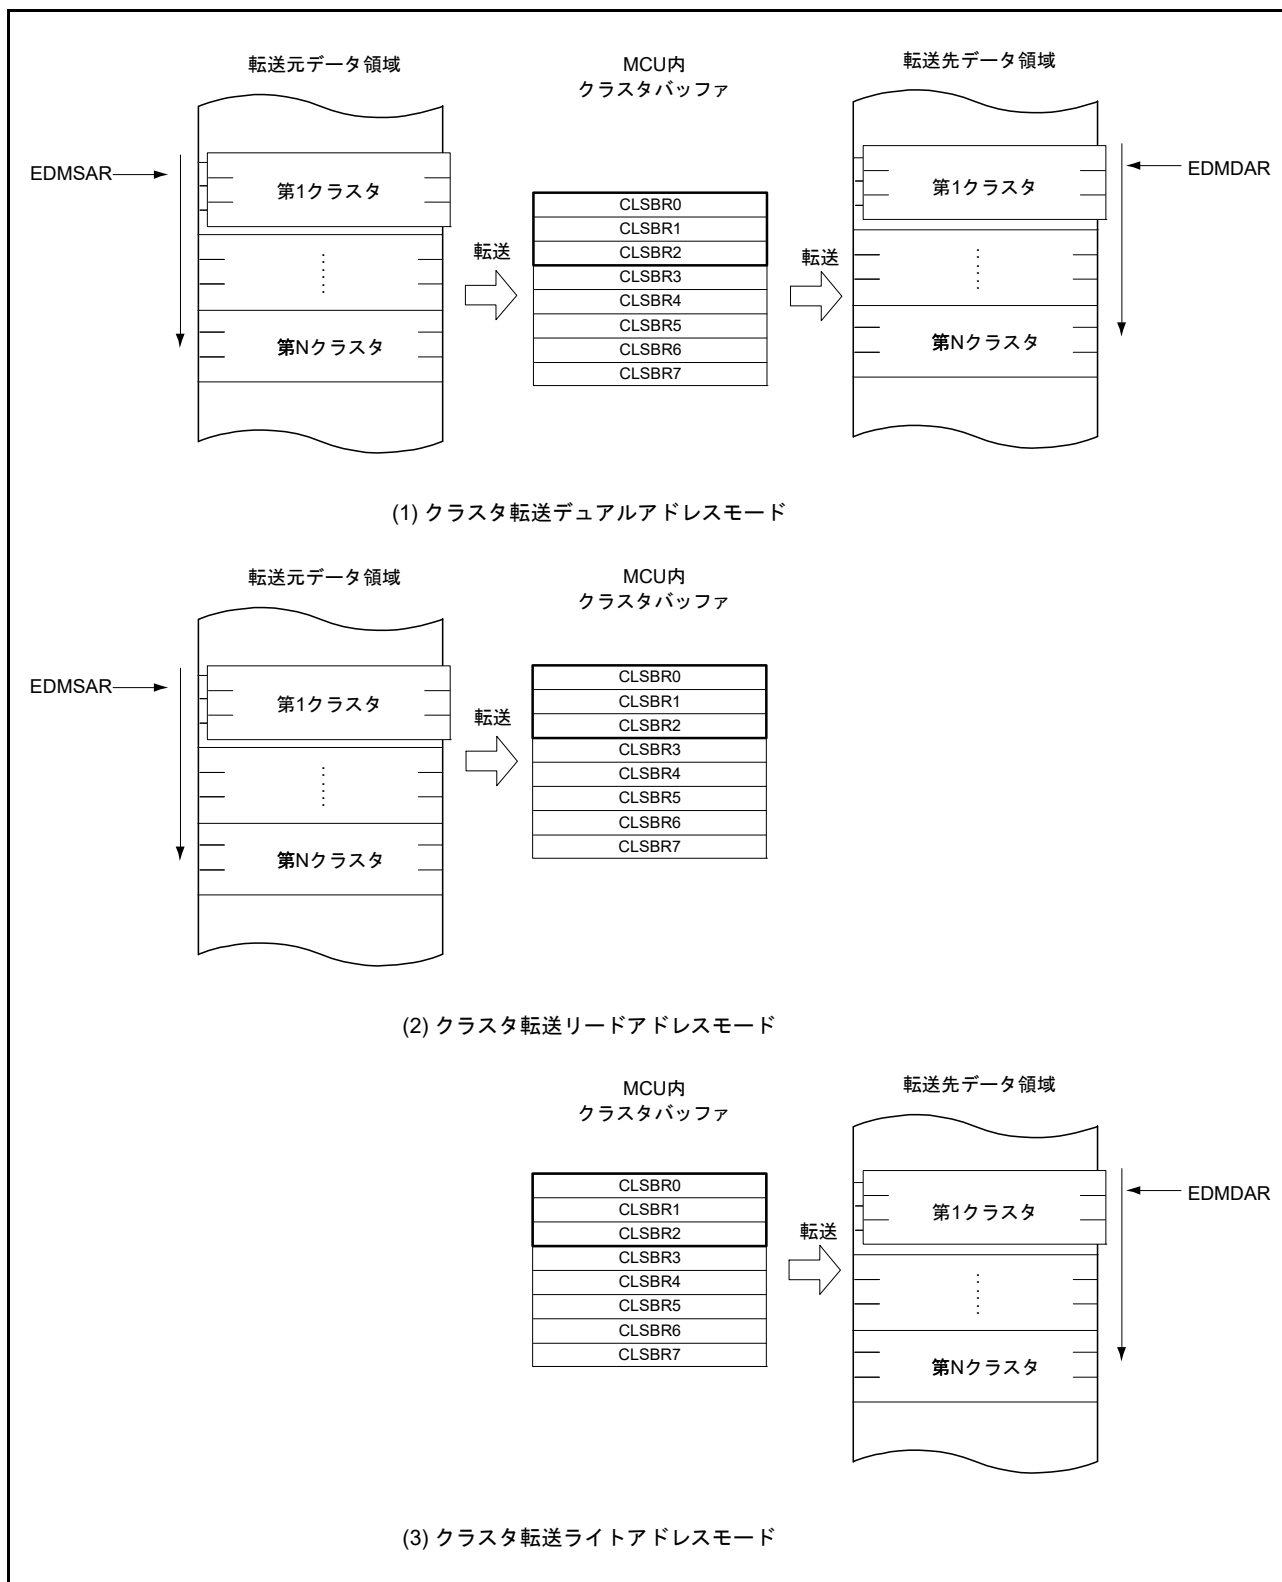 転送元データ領域
MCU内
クラスタバッファ
転送先データ領域
EDMSAR
第1クラスタ
第Nクラスタ
転送
CLSBR0
CLSBR1
CLSBR2
CLSBR3
CLSBR4
CLSBR5
CLSBR6
CLSBR7
転送
第1クラスタ
第Nクラスタ
EDMDAR
(1) クラスタ転送デュアルアドレスモード
転送元データ領域
MCU内
クラスタバッファ
EDMSAR
第1クラスタ
第Nクラスタ
転送
CLSBR0
CLSBR1
CLSBR2
CLSBR3
CLSBR4
CLSBR5
CLSBR6
CLSBR7
(2) クラスタ転送リードアドレスモード
MCU内
クラスタバッファ
転送先データ領域
CLSBR0
CLSBR1
CLSBR2
CLSBR3
CLSBR4
CLSBR5
CLSBR6
CLSBR7
転送
第1クラスタ
第Nクラスタ
EDMDAR
(3) クラスタ転送ライトアドレスモード